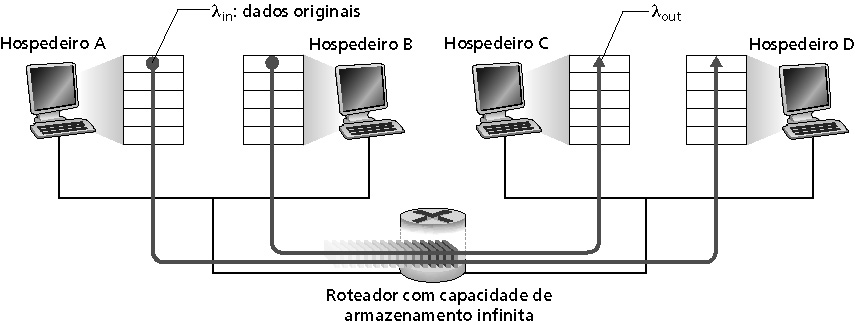 λin: dados originais
λout
Hospedeiro A
Hospedeiro B
Hospedeiro C
Hospedeiro D
Roteador com capacidade de
armazenamento infinita